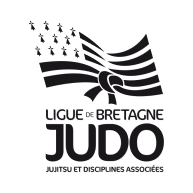 LIGUE DE BRETAGNE
JUDO
JUJITSU ET DISCIPLINES ASSOCIÉES